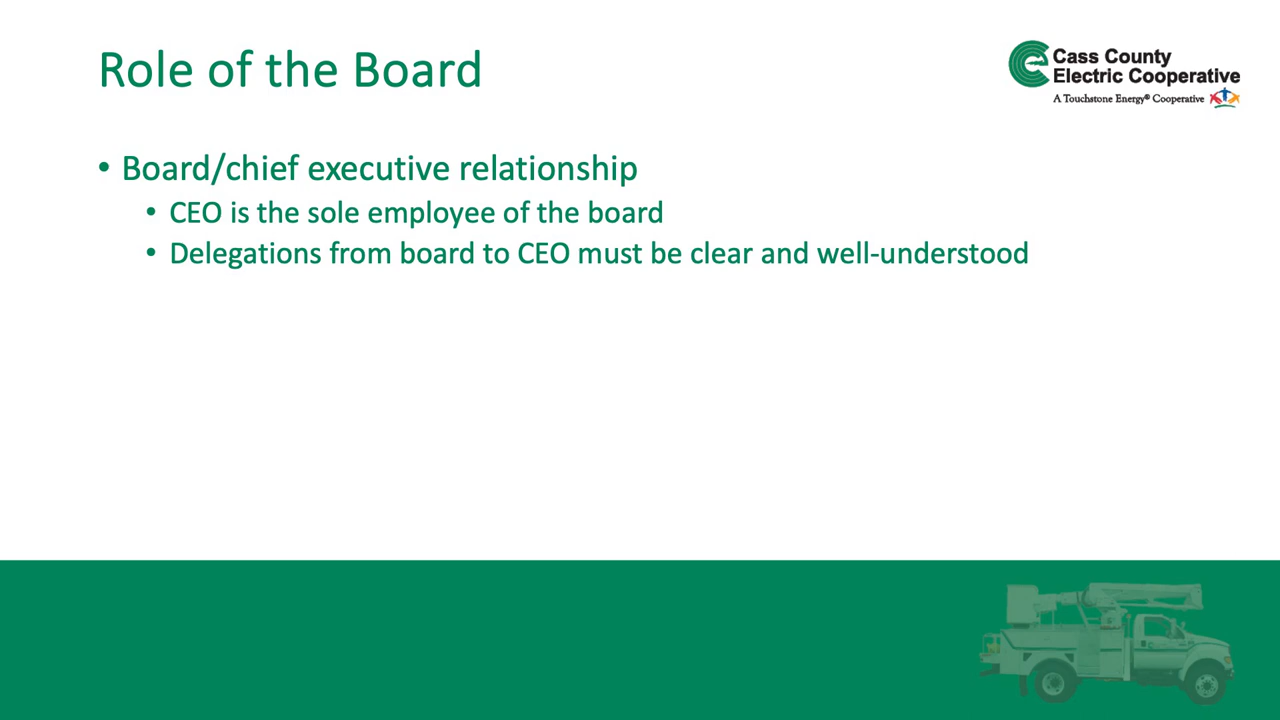 Role of the Board
Cass County
Electric Cooperative
A Touchstone Energy® Cooperative
• Board/chief executive relationship
• CEO is the sole employee of the board
• Delegations from board to CEO must be clear and well-understood